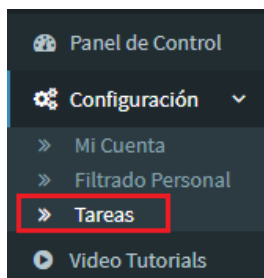 Panel de Control
Configuración
Mi Cuenta
Filtrado Personal
Tareas
Video Tutorials